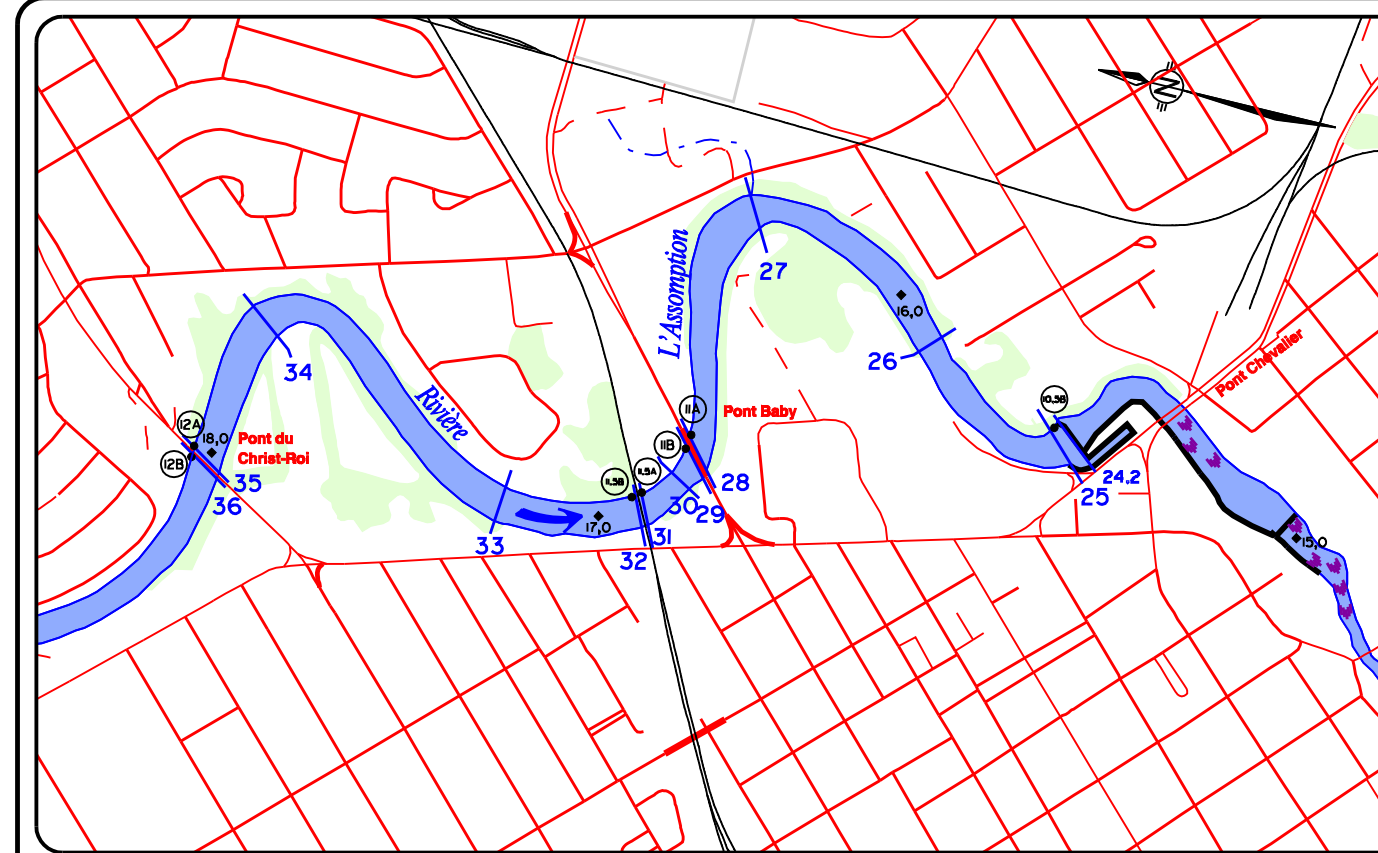 N
L'Assomption
27
16,0
26
34
Rivière
Pont Chevalier
10,5B
12A
18,0
12B
Pont du
Christ-Roi
35
36
11A
Pont Baby
11B
11,5B
11,5A
28
30
29
24.2
25
33
17,0
31
32
15,0